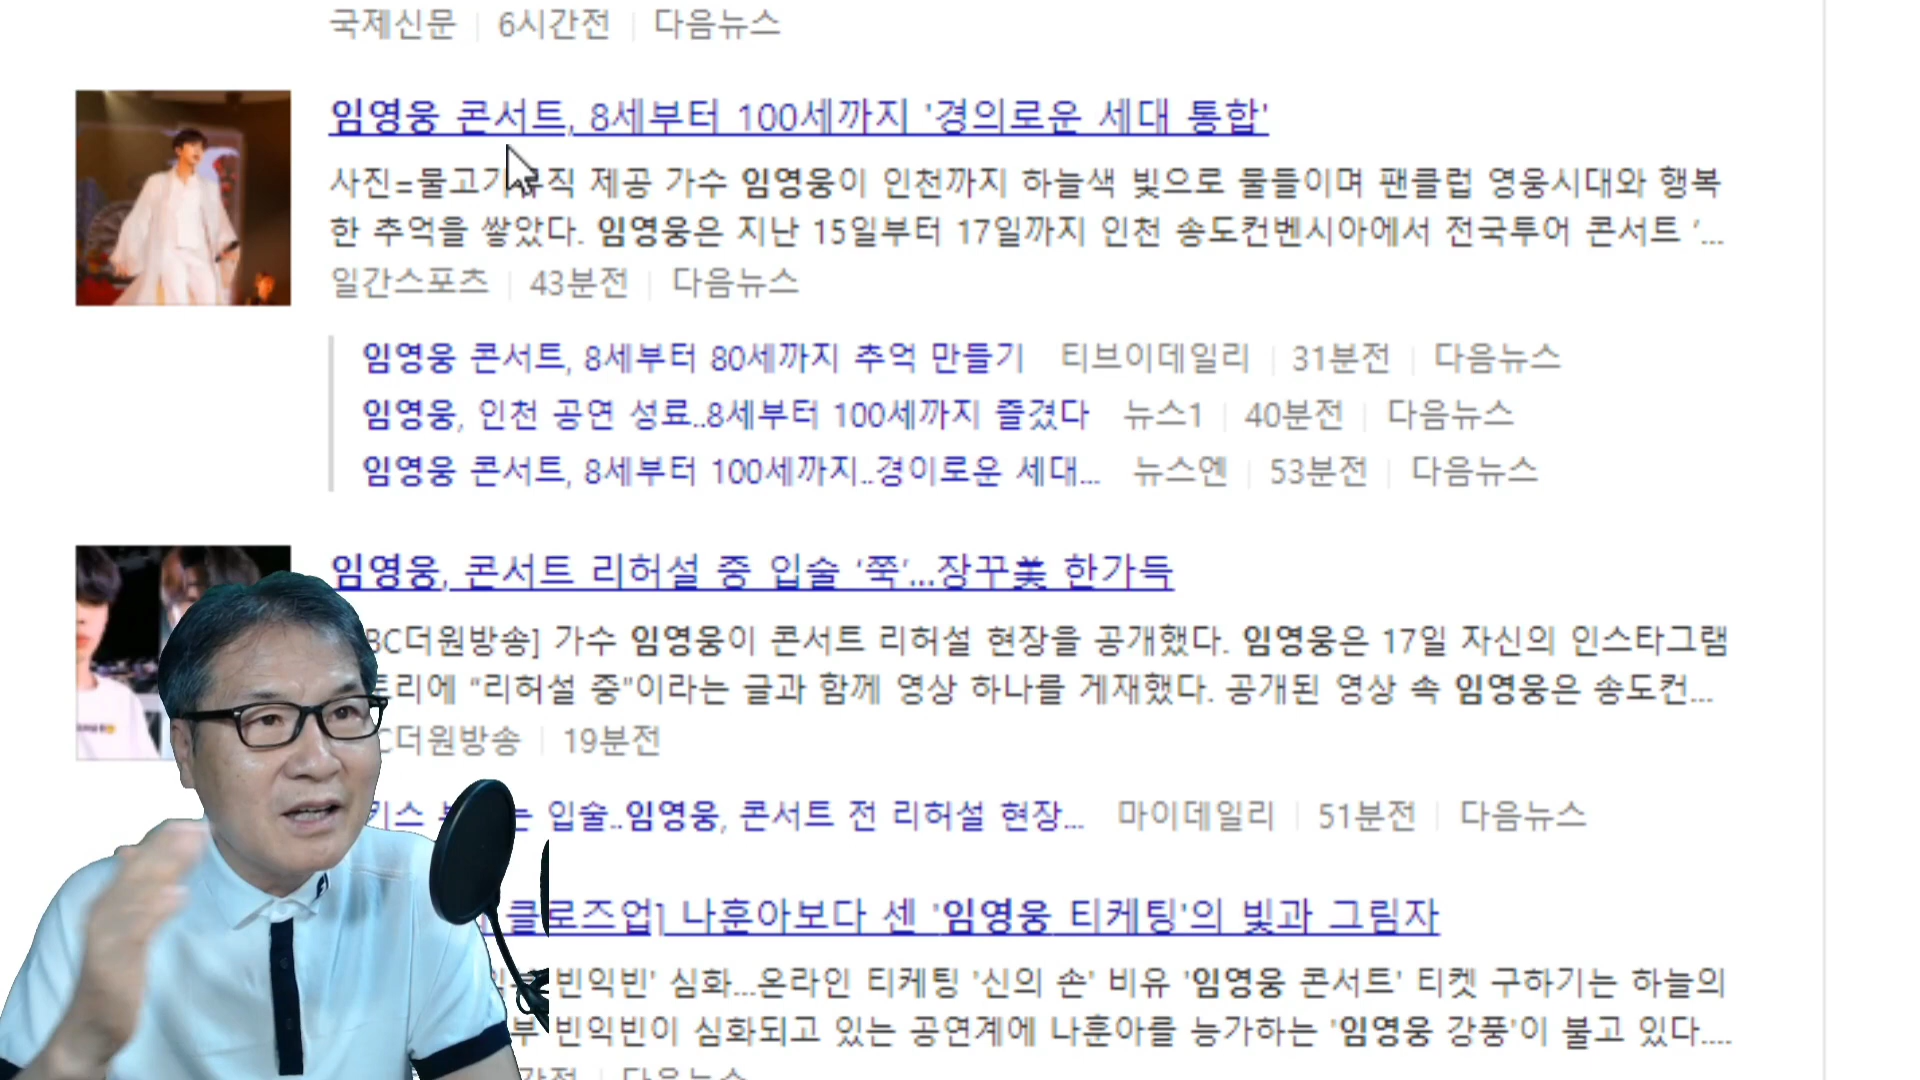 국제신문 | 6시간전 | 다음뉴스
임영웅 콘서트, 8세부터 100세까지 '경의로운 세대 통합'
사진=물고기뮤직 제공 가수 임영웅이 인천까지 하늘색 빛으로 물들이며 팬클럽 영웅시대와 행복
한 추억을 쌓았다. 임영웅은 지난 15일부터 17일까지 인천 송도컨벤시아에서 전국투어 콘서트 '...
일간스포츠 | 43분전 | 다음뉴스
임영웅 콘서트, 8세부터 80세까지 추억 만들기 티브이데일리 | 31분전 | 다음뉴스
임영웅, 인천 공연 성료..8세부터 100세까지 즐겼다 뉴스1 | 40분전 | 다음뉴스
임영웅 콘서트, 8세부터 100세까지..경이로운 세대... 뉴스엔 | 53분전 | 다음뉴스
임영웅, 콘서트 리허설 중 입술 '쭉'...장꾸美 한가득
BC더원방송] 가수 임영웅이 콘서트 리허설 현장을 공개했다. 임영웅은 17일 자신의 인스타그램
토리에 "리허설 중"이라는 글과 함께 영상 하나를 게재했다. 공개된 영상 속 임영웅은 송도컨...
C더원방송 | 19분전
키스 는 입술..임영웅, 콘서트 전 리허설 현장... 마이데일리 | 51분전 | 다음뉴스
클로즈업] 나훈아보다 센 '임영웅 티케팅'의 빛과 그림자
빈익빈' 심화...온라인 티케팅 '신의 손' 비유 '임영웅 콘서트' 티켓 구하기는 하늘의
부 빈익빈이 심화되고 있는 공연계에 나훈아를 능가하는 '임영웅 강풍'이 불고 있다....
간전 | 다음뉴스